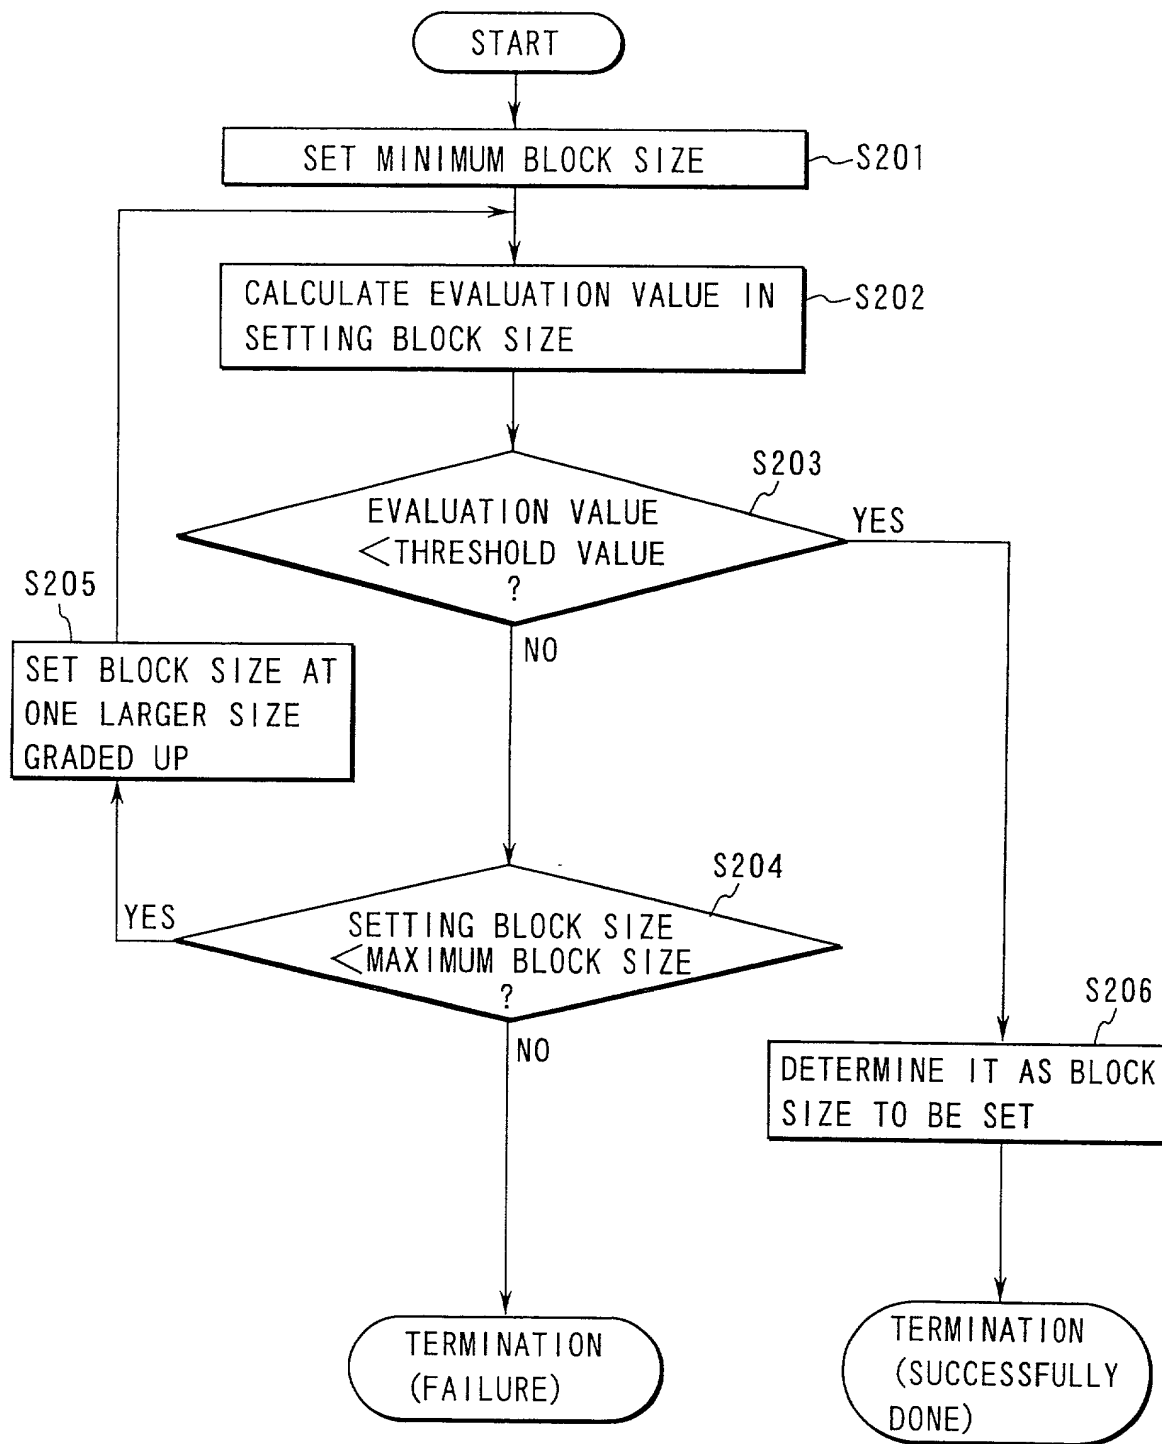 START
SET MINIMUM BLOCK SIZE
S201
CALCULATE EVALUATION VALUE IN
SETTING BLOCK SIZE
S202
S203
EVALUATION VALUE
<THRESHOLD VALUE
?
YES
NO
S205
SET BLOCK SIZE AT
ONE LARGER SIZE
GRADED UP
S204
SETTING BLOCK SIZE
<MAXIMUM BLOCK SIZE
?
YES
NO
S206
DETERMINE IT AS BLOCK
SIZE TO BE SET
TERMINATION
(FAILURE)
TERMINATION
(SUCCESSFULLY
DONE)